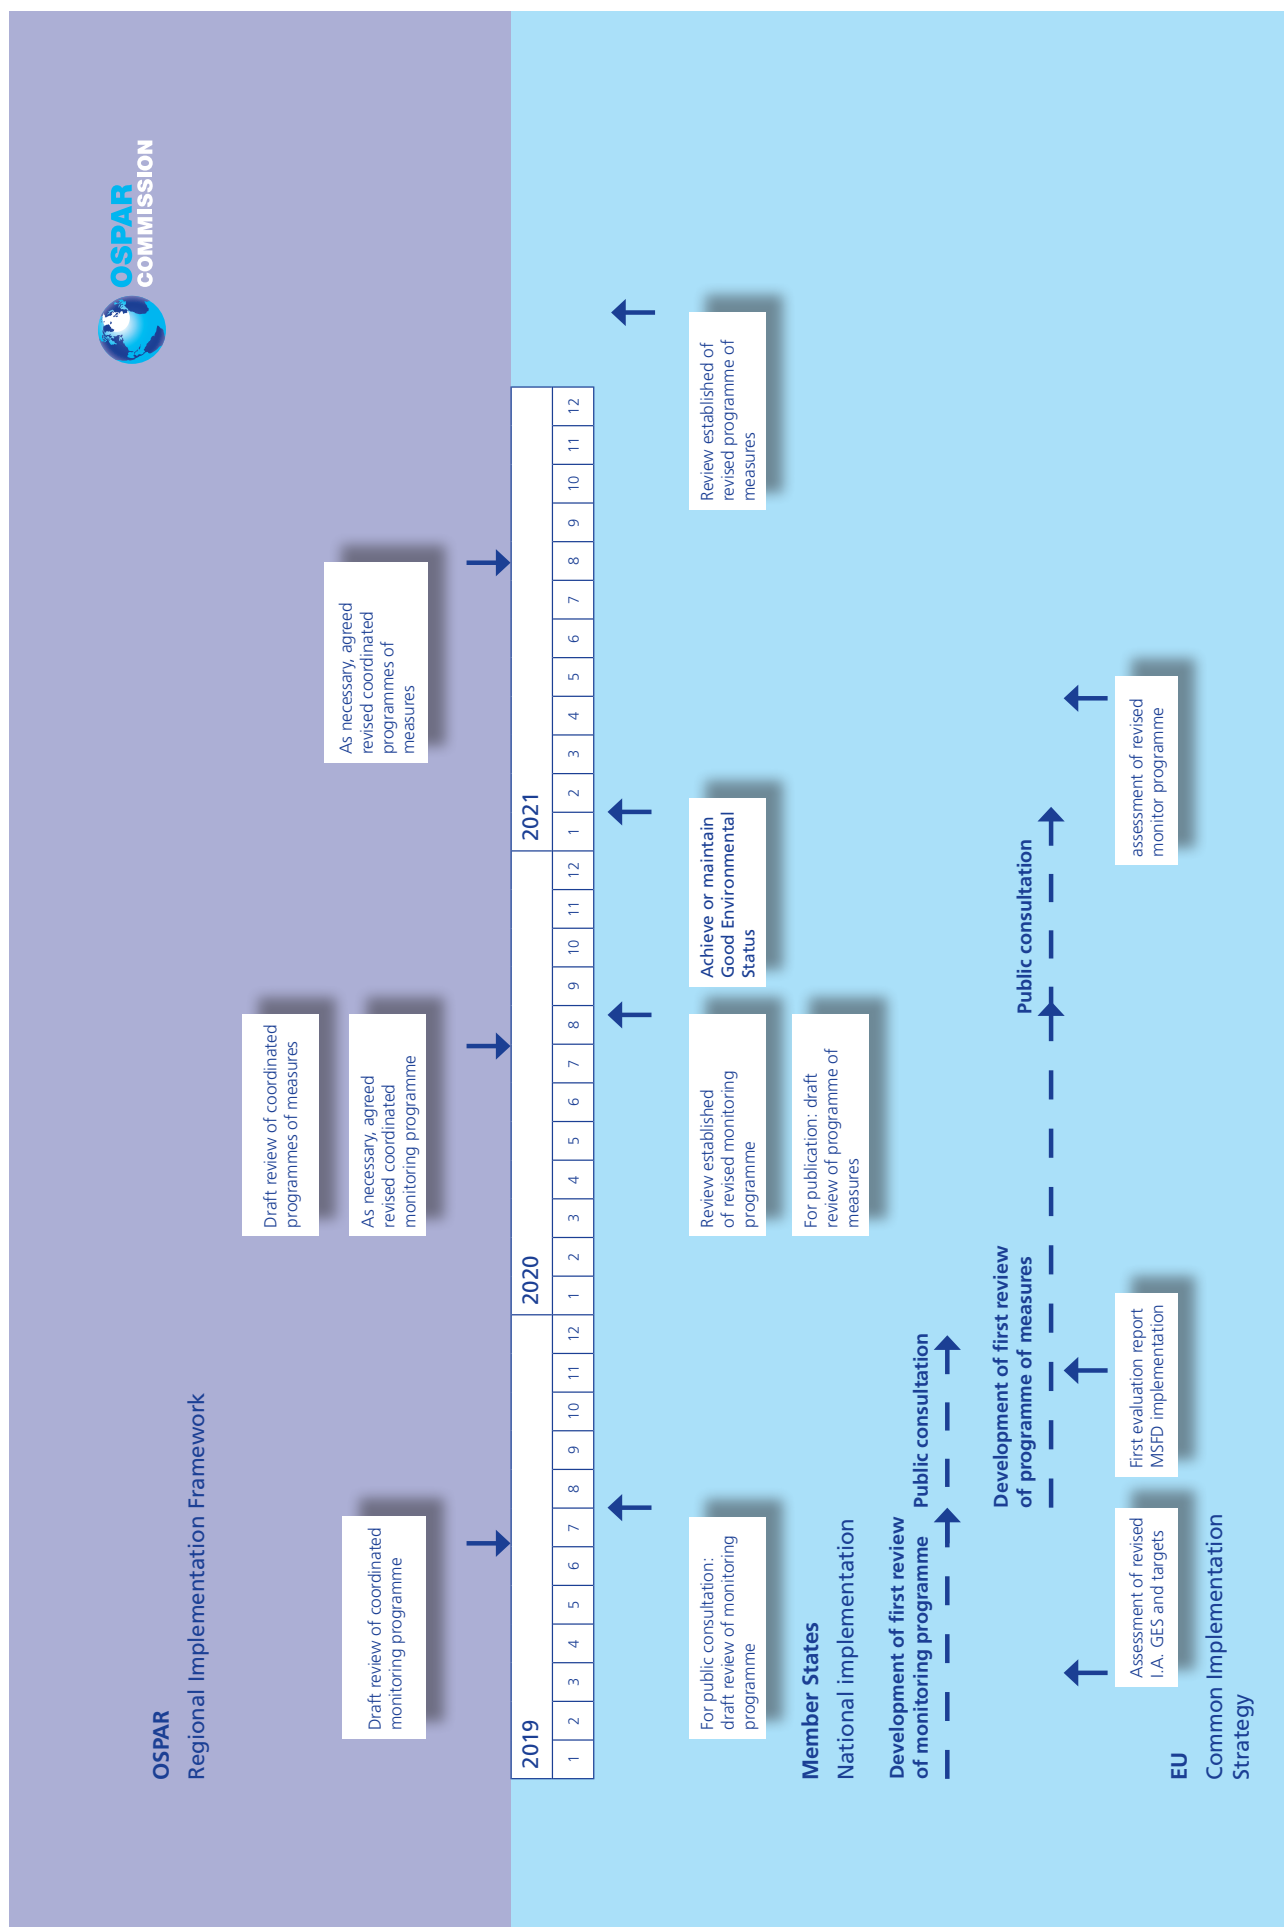 OSPAR
COMMISSION
OSPAR
Regional Implementation Framework
Draft review of coordinated
monitoring programme
Draft review of coordinated
programmes of measures
As necessary, agreed
revised coordinated
monitoring programme
As necessary, agreed
revised coordinated
programmes of
measures
2019 2020 2021
1 2 3 4 5 6 7 8 9 10 11 12 1 2 3 4 5 6 7 8 9 10 11 12 1 2 3 4 5 6 7 8 9 10 11 12
For public consultation:
draft review of monitoring
programme
Review established
of revised monitoring
programme
For publication: draft
review of programme of
measures
Achieve or maintain
Good Environmental
Status
Review established of
revised programme of
measures
Member States
National implementation
Development of first review
of monitoring programme
Public consultation
Development of first review
of programme of measures
Public consultation
Assessment of revised
I.A. GES and targets
First evaluation report
MSFD implementation
assessment of revised
monitor programme
EU
Common Implementation
Strategy